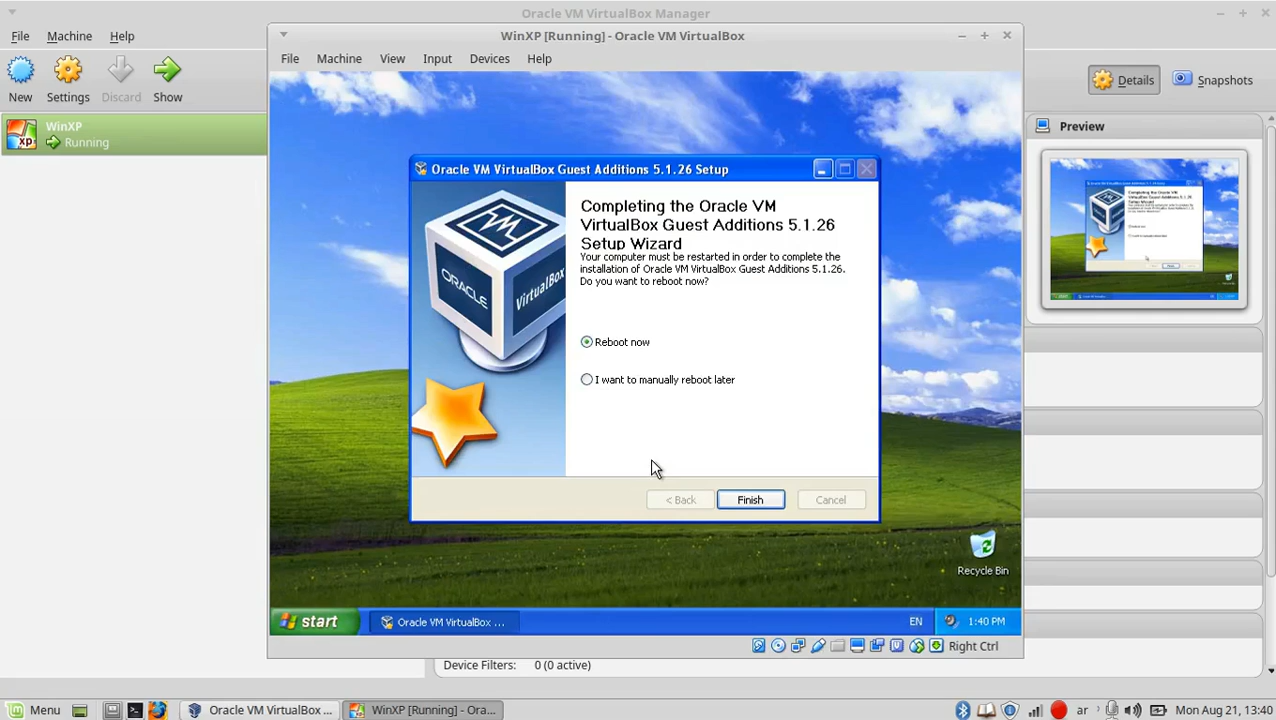 Oracle VM VirtualBox Manager
File Machine Help
New Settings Discard Show
Details Snapshots
WinXP
Running
Preview
WinXP [Running] - Oracle VM VirtualBox
File Machine View Input Devices Help
Oracle VM VirtualBox Guest Additions 5.1.26 Setup
ORACLE
VirtualBox
Completing the Oracle VM
VirtualBox Guest Additions 5.1.26
Setup Wizard
Your computer must be restarted in order to complete the
installation of Oracle VM VirtualBox Guest Additions 5.1.26.
Do you want to reboot now?
Reboot now
I want to manually reboot later
< Back Finish Cancel
Recycle Bin
start Oracle VM VirtualBox ... EN 1:40 PM
Right Ctrl
Device Filters: 0 (0 active)
Menu Oracle VM VirtualBox ... WinXP [Running] - Ora... ar Mon Aug 21, 13:40